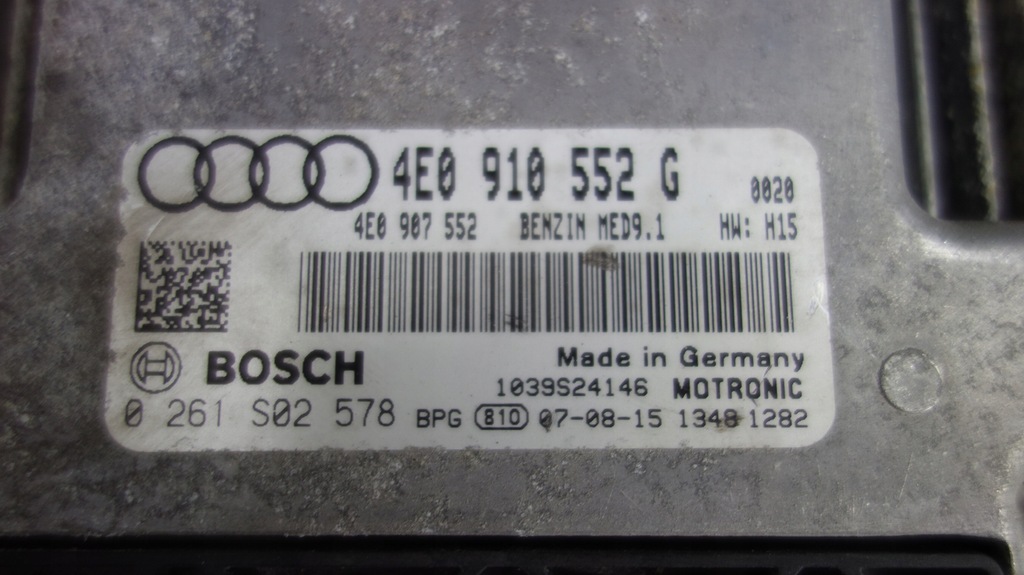 4E0 910 552 G 0020
4E0 907 552 BENZIN MED9.1 HW: H15
BOSCH Made in Germany
1039S24146 MOTRONIC
0 261 S02 578 BPG 810 07-08-15 1348 1282